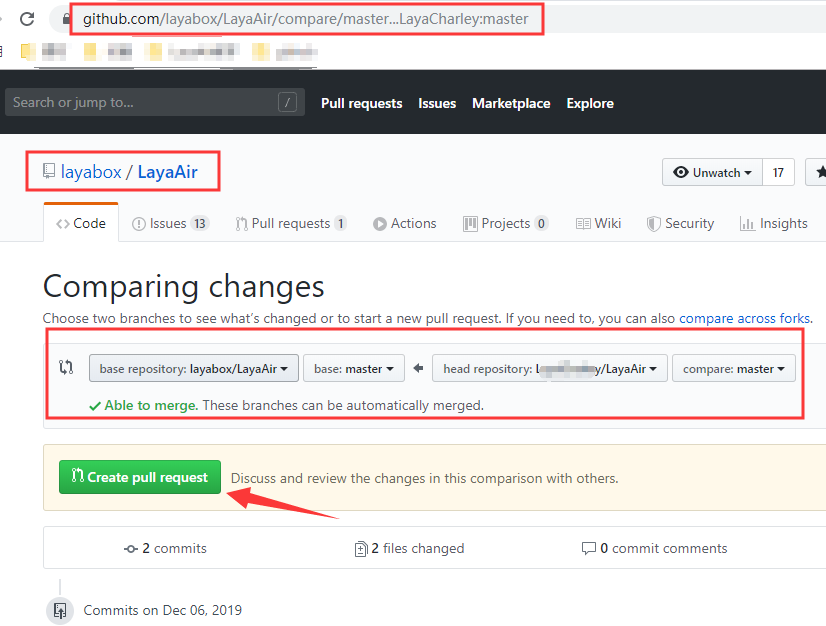 github.com/layabox/LayaAir/compare/master...LayaCharley:master
Search or jump to... / Pull requests Issues Marketplace Explore
layabox / LayaAir Unwatch 17
Code Issues 13 Pull requests 1 Actions Projects 0 Wiki Security Insights
Comparing changes
Choose two branches to see what's changed or to start a new pull request. If you need to, you can also compare across forks.
base repository: layabox/LayaAir base: master head repository: y/LayaAir compare: master
Able to merge. These branches can be automatically merged.
Create pull request Discuss and review the changes in this comparison with others.
2 commits 2 files changed 0 commit comments
Commits on Dec 06, 2019